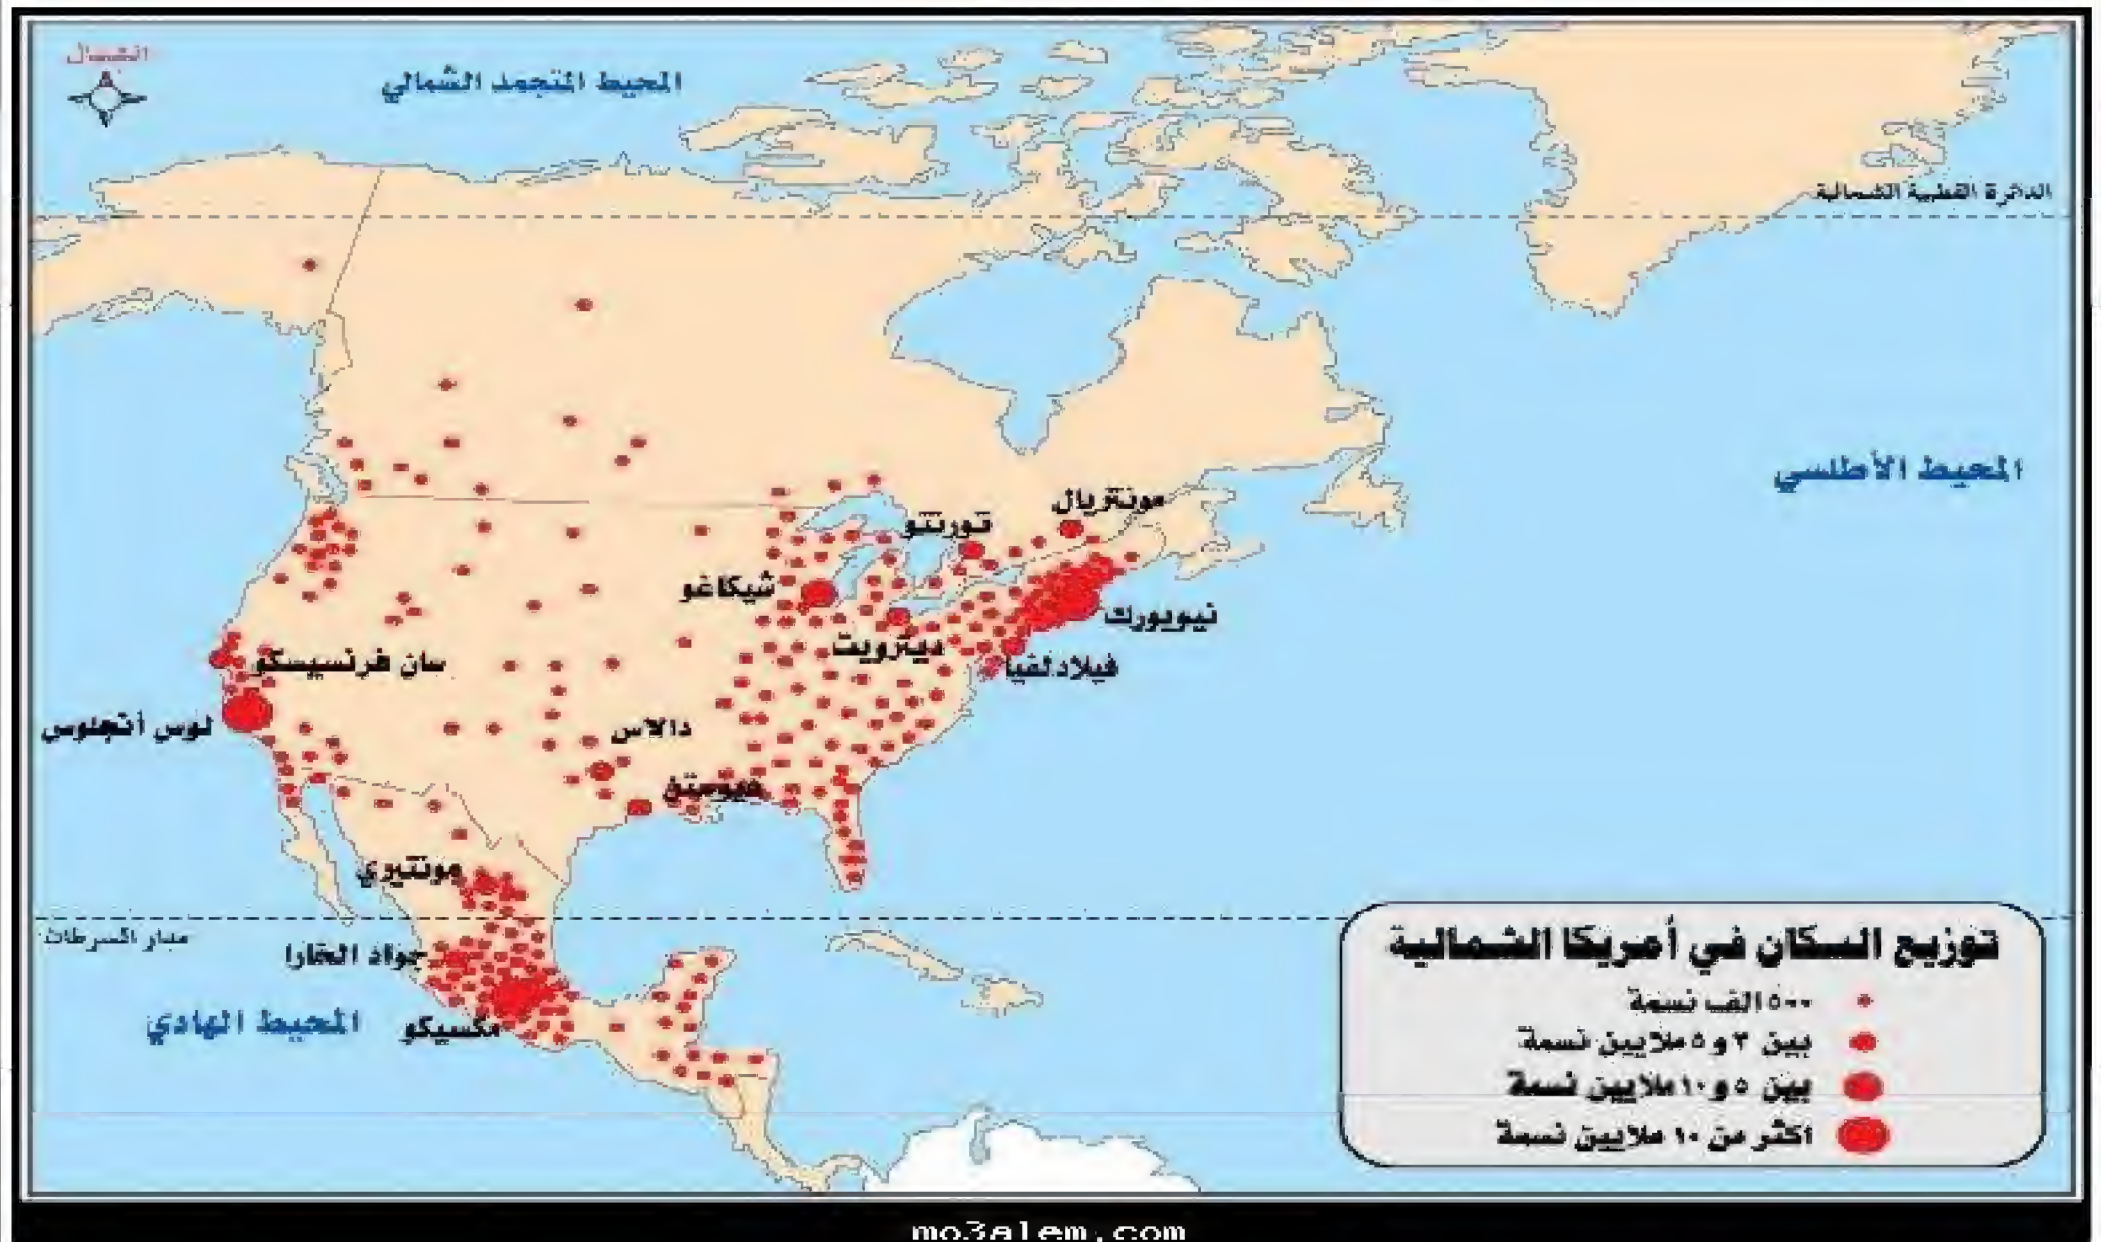 الشمال
المحيط المتجمد الشمالي
الدائرة القطبية الشمالية
المحيط الأطلسي
مونتريال
تورنتو
شيكاغو
نيويورك
ديترويت
فيلادلفيا
سان فرنسيسكو
لوس أنجلوس
دالاس
هيوستن
مونتيري
مدار السرطان
جواد الخارا
المحيط الهادي
مكسيكو
توزيع السكان في أمريكا الشمالية
٥٠٠ الف نسمة
بين ٣ و ٥ ملايين نسمة
بين ٥ و ١٠ ملايين نسمة
أكثر من ١٠ ملايين نسمة
mo3alem.com